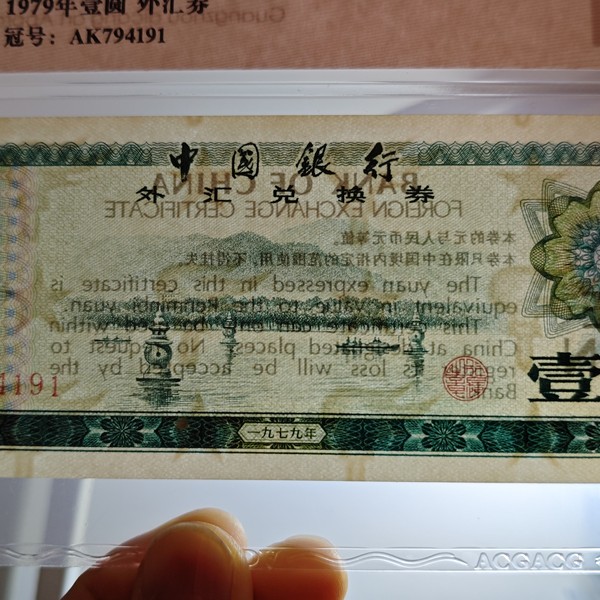 1979年壹圆 外汇券
冠号: AK794191
中國銀行
外汇兑换券
BANK OF CHINA
FOREIGN EXCHANGE CERTIFICATE
本券的元与人民币元等值。
本券只限在中国境内指定的范围使用,不得挂失。
The yuan expressed in this certificate is
equivalent in value to the Renminbi yuan.
This certificate can only be used within
China at designated places. No request to
its loss will be accepted by the
Bank
壹
191
一九七九年
ACGACG